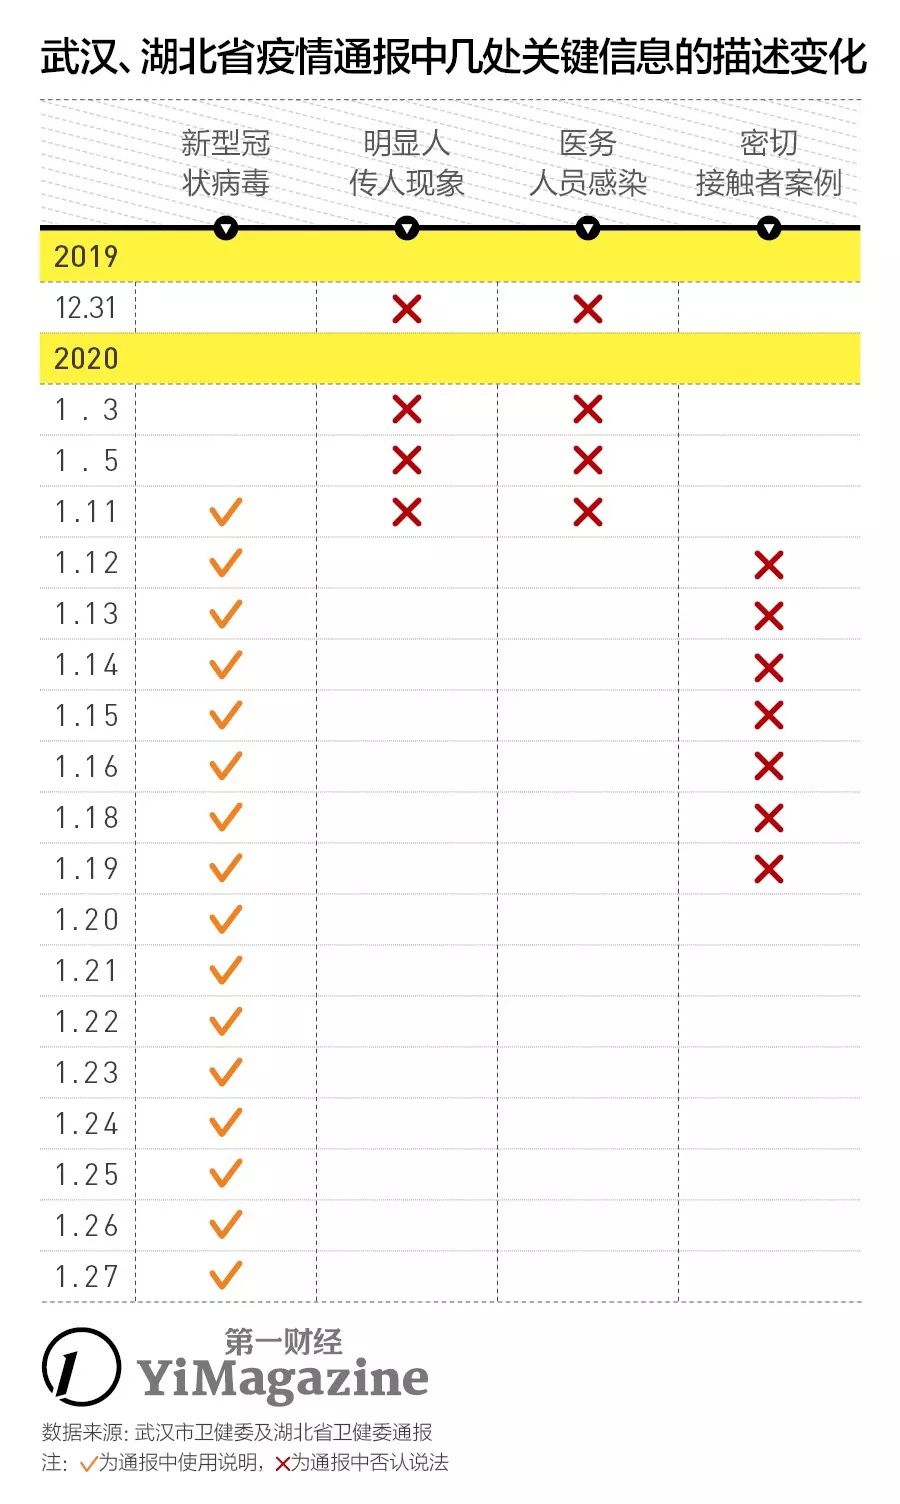 武汉、湖北省疫情通报中几处关键信息的描述变化
新型冠
状病毒
明显人
传人现象
医务
人员感染
密切
接触者案例
2019
12.31
2020
1.3
1.5
1.11
1.12
1.13
1.14
1.15
1.16
1.18
1.19
1.20
1.21
1.22
1.23
1.24
1.25
1.26
1.27
第一财经
YiMagazine
数据来源: 武汉市卫健委及湖北省卫健委通报
注: ✓为通报中使用说明，×为通报中否认说法